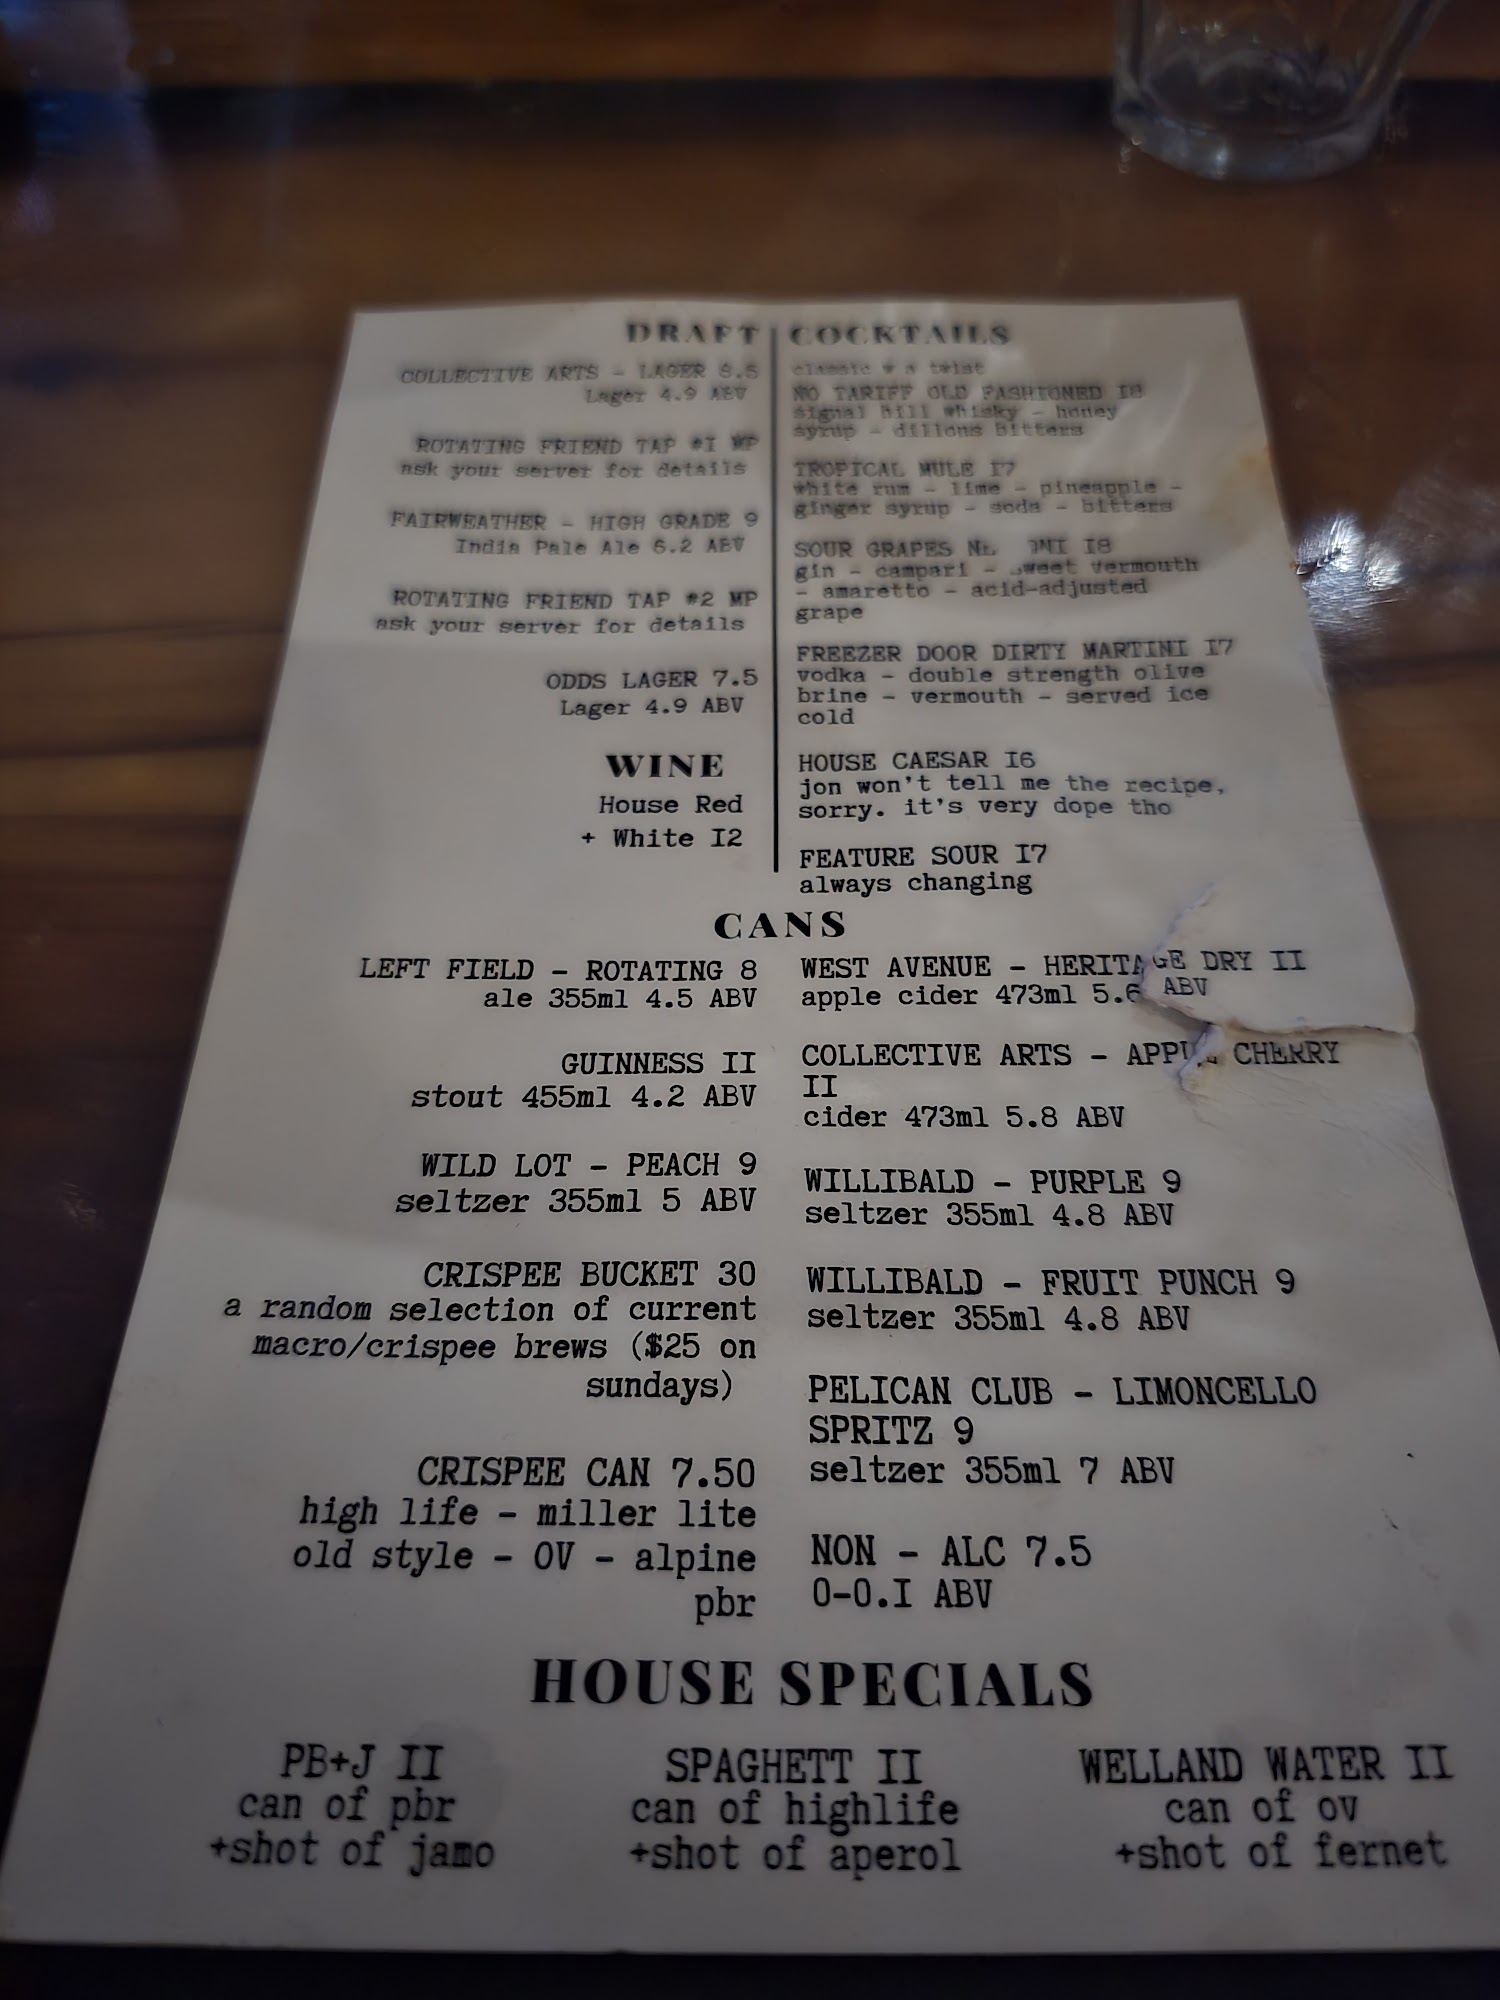 DRAFT
COLLECTIVE ARTS - LAGER 8.5
Lager 4.9 ABV
ROTATING FRIEND TAP #I MP
ask your server for details
FAIRWEATHER - HIGH GRADE 9
India Pale Ale 6.2 ABV
ROTATING FRIEND TAP #2 MP
ask your server for details
ODDS LAGER 7.5
Lager 4.9 ABV
WINE
House Red
+ White I2
COCKTAILS
classic w a twist
NO TARIFF OLD FASHIONED I8
signal hill whisky - honey
syrup - dillons bitters
TROPICAL MULE I7
white rum - lime - pineapple -
ginger syrup - soda - bitters
SOUR GRAPES I8
gin - campari - sweet vermouth
- amaretto - acid-adjusted
grape
FREEZER DOOR DIRTY MARTINI I7
vodka - double strength olive
brine - vermouth - served ice
cold
HOUSE CAESAR I6
jon won't tell me the recipe,
sorry. it's very dope tho
FEATURE SOUR I7
always changing
CANS
LEFT FIELD - ROTATING 8
ale 355ml 4.5 ABV
GUINNESS II
stout 455ml 4.2 ABV
WILD LOT - PEACH 9
seltzer 355ml 5 ABV
CRISPEE BUCKET 30
a random selection of current
macro/crispee brews ($25 on
sundays)
CRISPEE CAN 7.50
high life - miller lite
old style - OV - alpine
pbr
WEST AVENUE - HERITAGE DRY II
apple cider 473ml 5.6 ABV
COLLECTIVE ARTS - APPLE CHERRY
II
cider 473ml 5.8 ABV
WILLIBALD - PURPLE 9
seltzer 355ml 4.8 ABV
WILLIBALD - FRUIT PUNCH 9
seltzer 355ml 4.8 ABV
PELICAN CLUB - LIMONCELLO
SPRITZ 9
seltzer 355ml 7 ABV
NON - ALC 7.5
0-0.I ABV
HOUSE SPECIALS
PB+J II
can of pbr
+shot of jamo
SPAGHETT II
can of highlife
+shot of aperol
WELLAND WATER II
can of ov
+shot of fernet